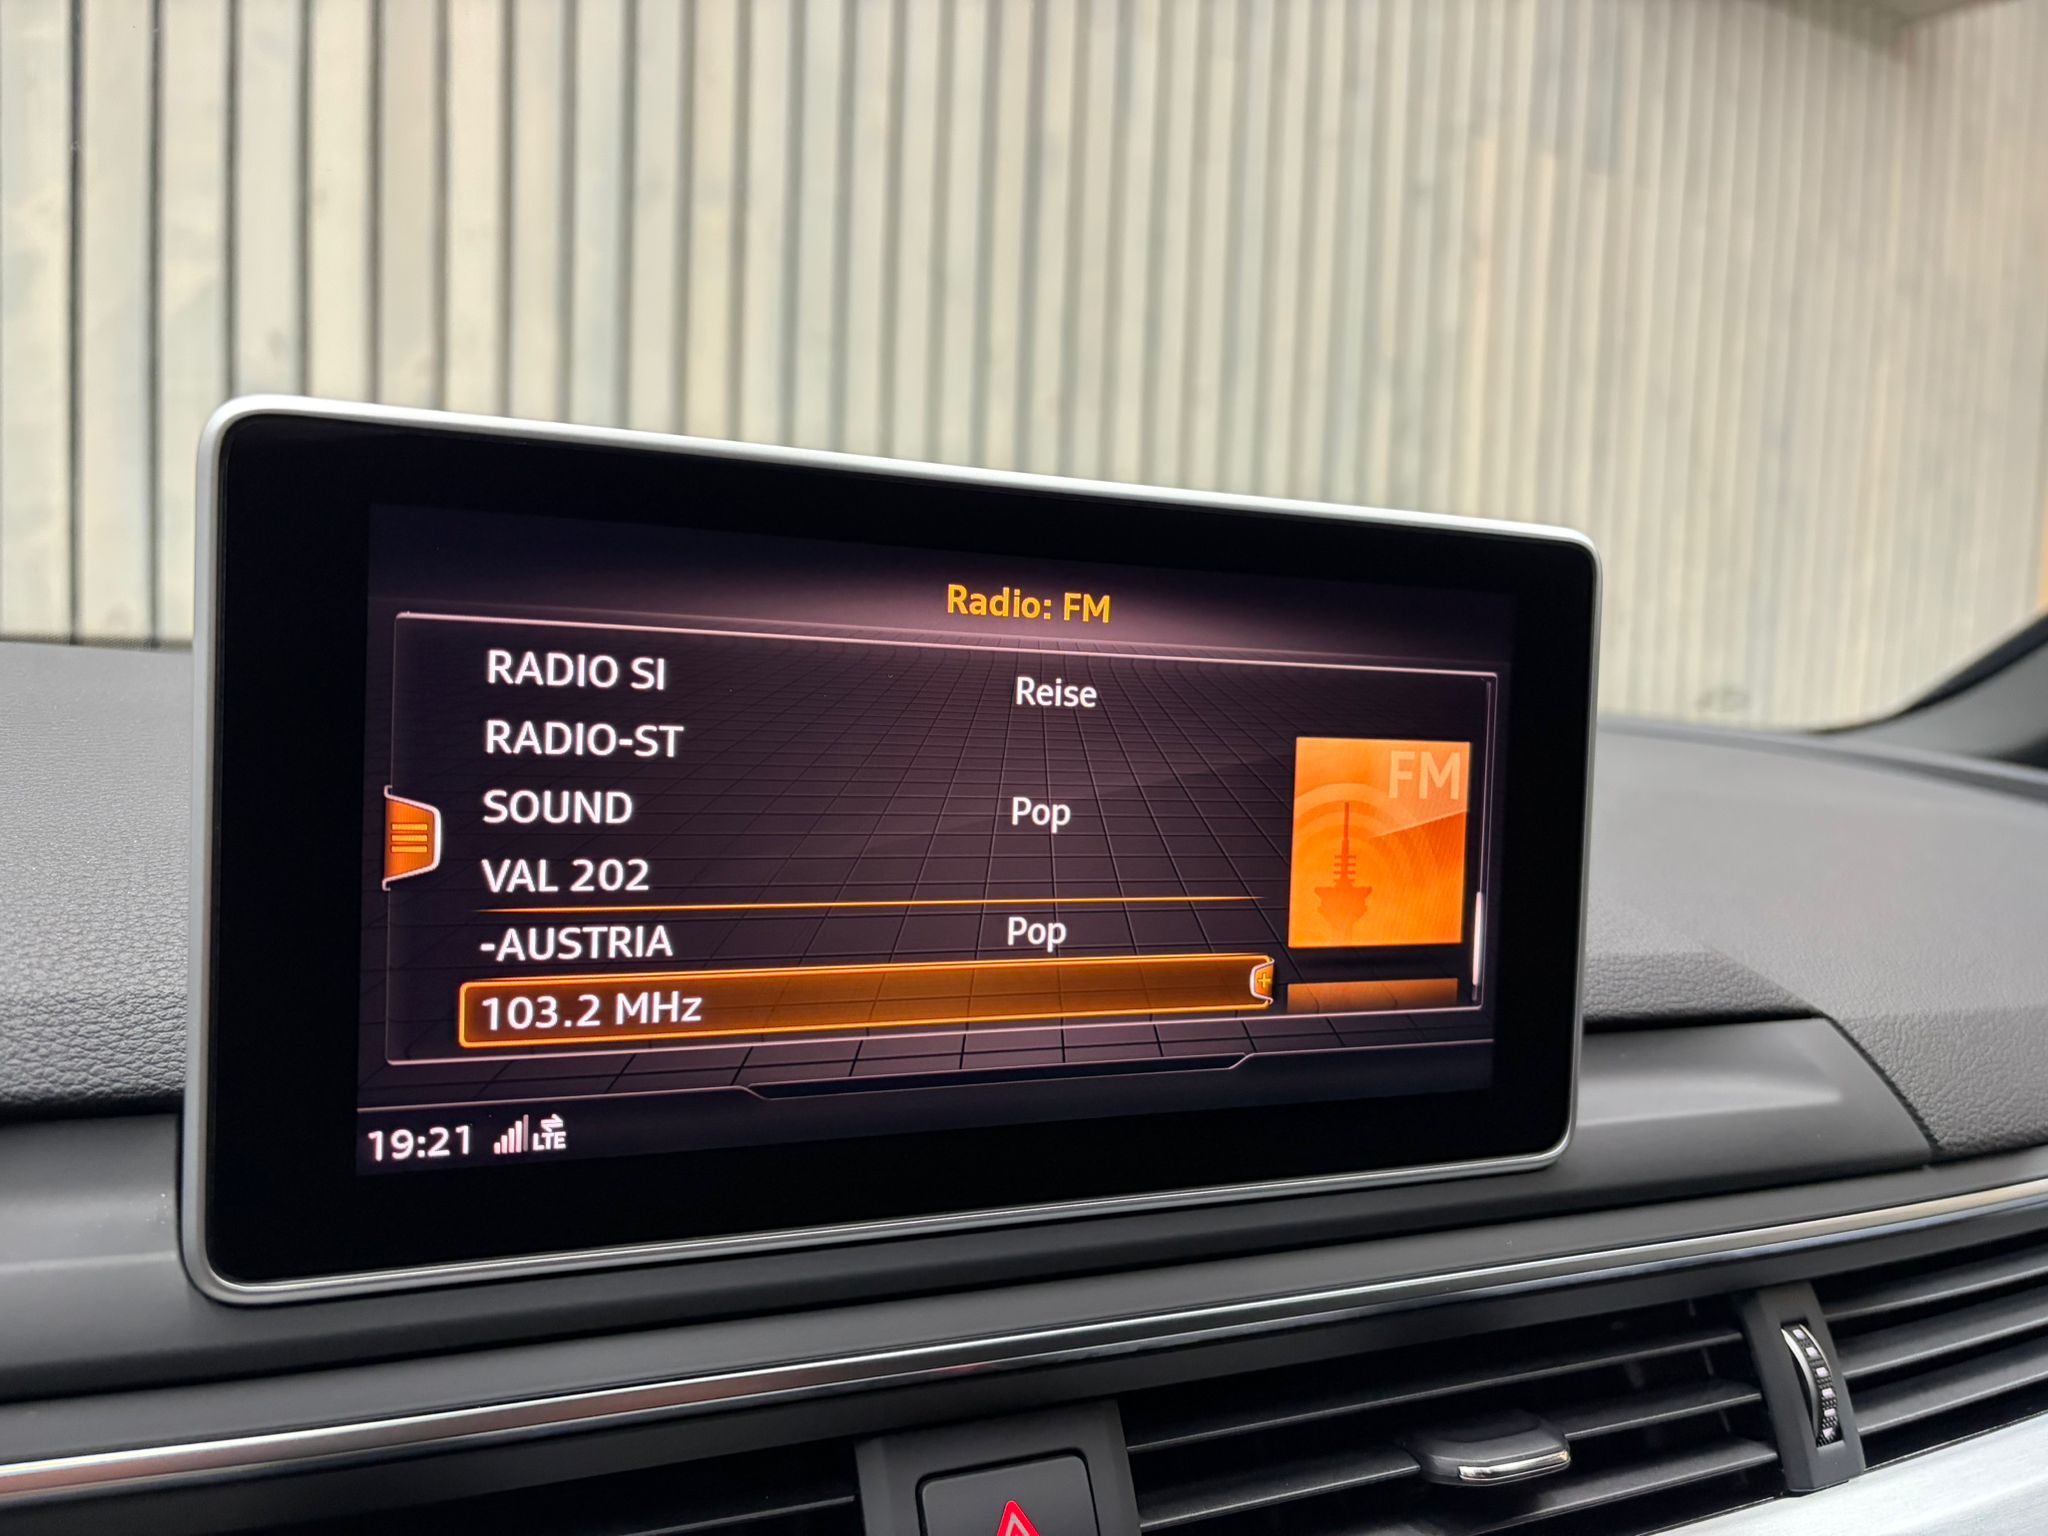 Radio: FM
RADIO SI Reise
RADIO-ST
SOUND Pop
VAL 202
-AUSTRIA Pop
103.2 MHz
FM
19:21 LTE